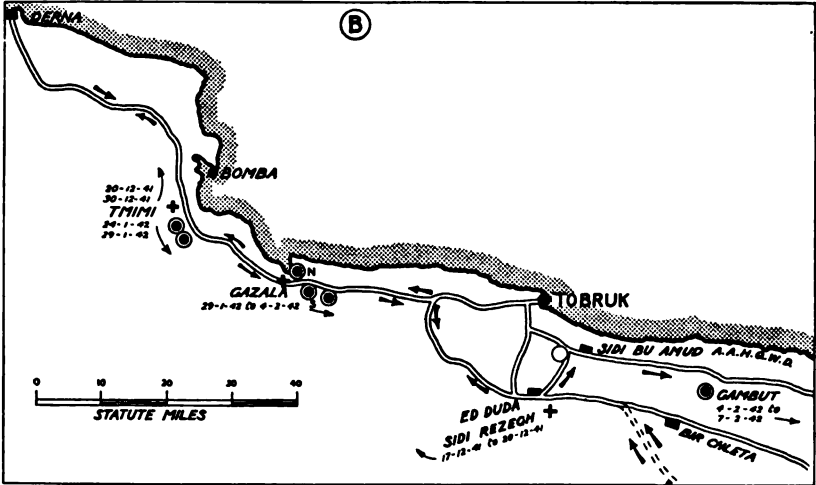 B
DERNA
BOMBA
20-12-41
30-12-41
TMIMI
24-1-42
29-1-42
N
GAZALA
29-1-42 to 4-2-42
S
TOBRUK
SIDI BU AMUD A.A.H.Q.W.D.
GAMBUT
4-2-42 to
7-2-42
0 10 20 30 40
STATUTE MILES
ED DUDA
SIDI REZEGH
17-12-41 to 20-12-41
BIR CHLETA